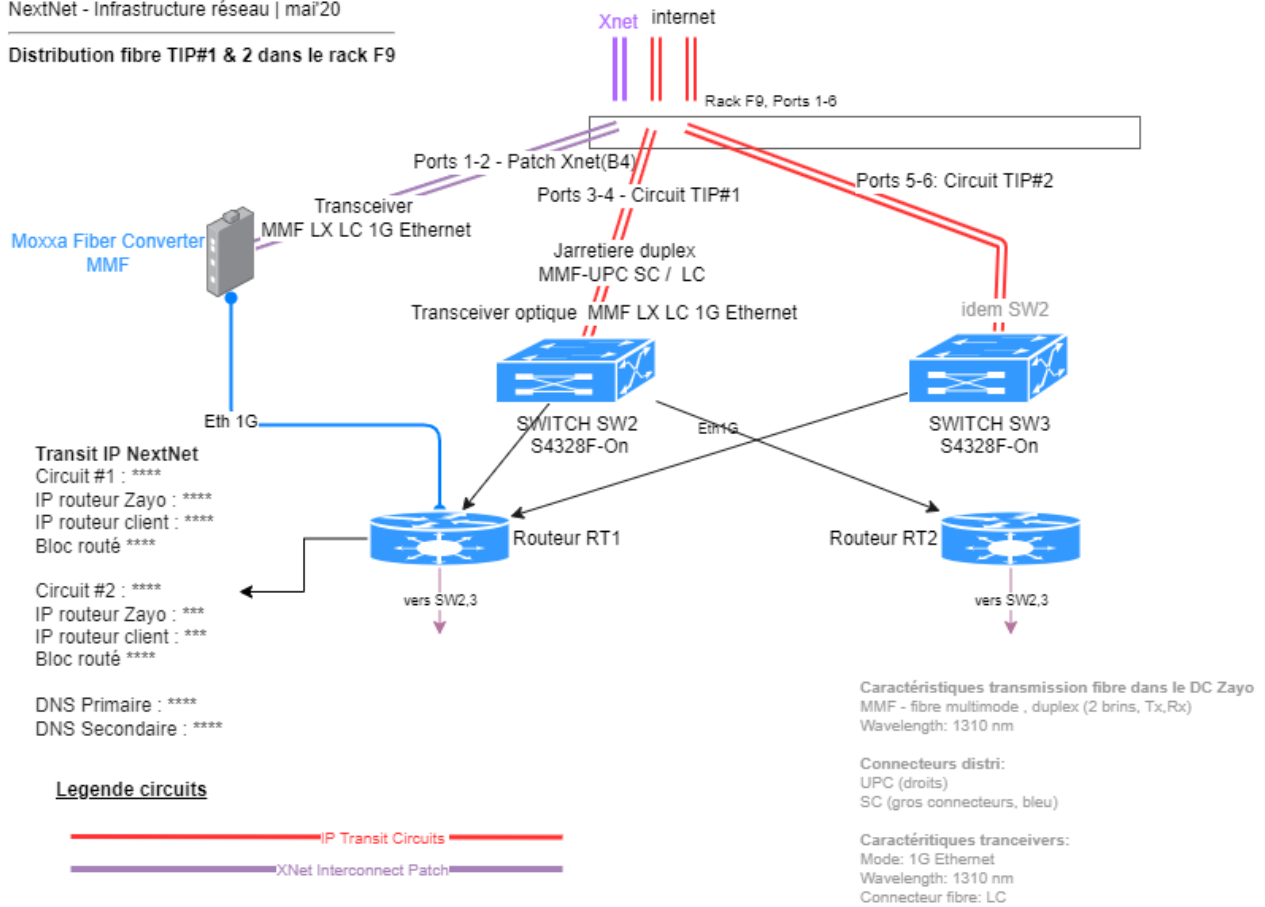 NextNet - Infrastructure réseau | mai'20
Distribution fibre TIP#1 & 2 dans le rack F9
Xnet
internet
Rack F9, Ports 1-6
Ports 1-2 - Patch Xnet(B4)
Ports 3-4 - Circuit TIP#1
Ports 5-6: Circuit TIP#2
Transceiver
MMF LX LC 1G Ethernet
Moxxa Fiber Converter
MMF
Jarretiere duplex
MMF-UPC SC / LC
Transceiver optique MMF LX LC 1G Ethernet
idem SW2
SWITCH SW2
S4328F-On
SWITCH SW3
S4328F-On
Eth 1G
Eth1G
Transit IP NextNet
Circuit #1 : ****
IP routeur Zayo : ****
IP routeur client : ****
Bloc routé ****
Circuit #2 : ****
IP routeur Zayo : ***
IP routeur client : ***
Bloc routé ****
DNS Primaire : ****
DNS Secondaire : ****
Routeur RT1
Routeur RT2
vers SW2,3
vers SW2,3
Legende circuits
IP Transit Circuits
XNet Interconnect Patch
Caractéristiques transmission fibre dans le DC Zayo
MMF - fibre multimode , duplex (2 brins, Tx,Rx)
Wavelength: 1310 nm
Connecteurs distri:
UPC (droits)
SC (gros connecteurs, bleu)
Caractéritiques tranceivers:
Mode: 1G Ethernet
Wavelength: 1310 nm
Connecteur fibre: LC